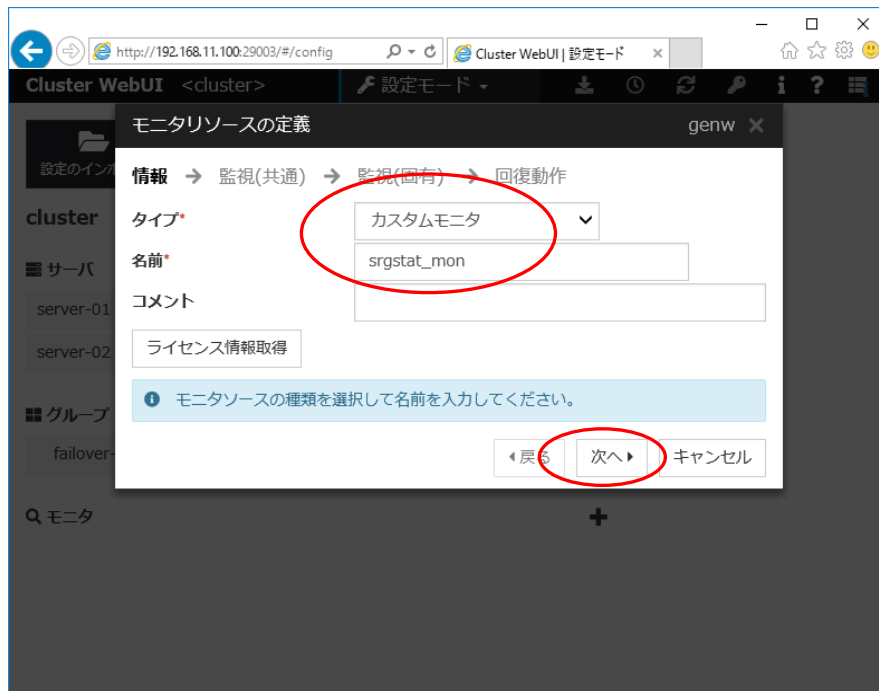 http://192.168.11.100:29003/#/config
Cluster WebUI | 設定モード
Cluster WebUI <cluster> 設定モード
モニタリソースの定義 genw
設定のインポ
情報 → 監視(共通) → 監視(固有) → 回復動作
cluster
タイプ* カスタムモニタ
名前* srgstat_mon
サーバ
コメント
server-01
server-02
ライセンス情報取得
モニタソースの種類を選択して名前を入力してください。
グループ
failover-
戻る 次へ キャンセル
モニタ